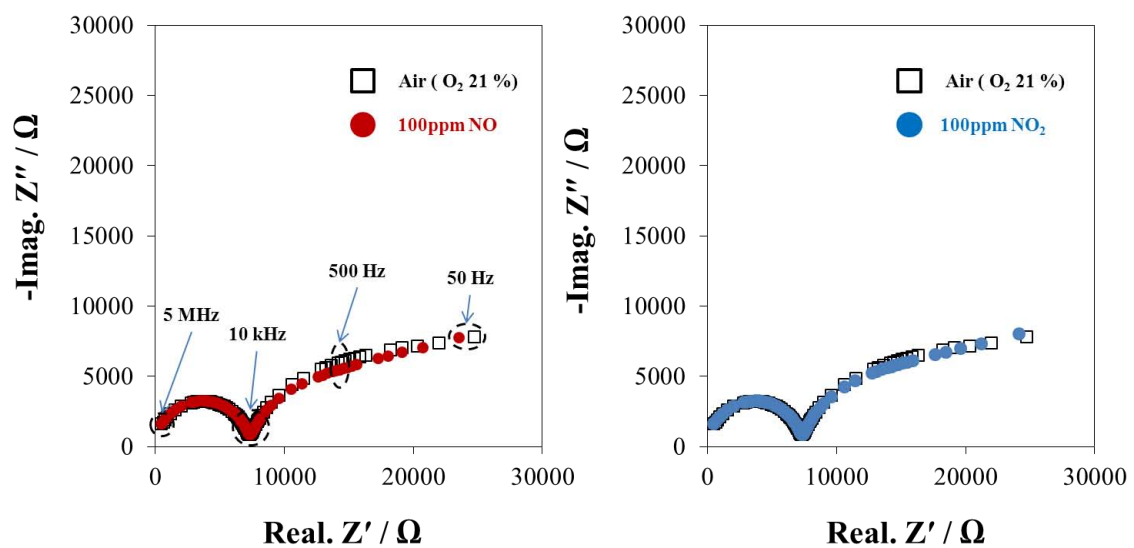 30000
25000
20000
15000
10000
5000
0
-Imag. Z″ / Ω
Air ( O₂ 21 %)
100ppm NO
5 MHz
10 kHz
500 Hz
50 Hz
0
10000
20000
30000
Real. Z′ / Ω
30000
25000
20000
15000
10000
5000
0
-Imag. Z″ / Ω
Air ( O₂ 21 %)
100ppm NO₂
0
10000
20000
30000
Real. Z′ / Ω